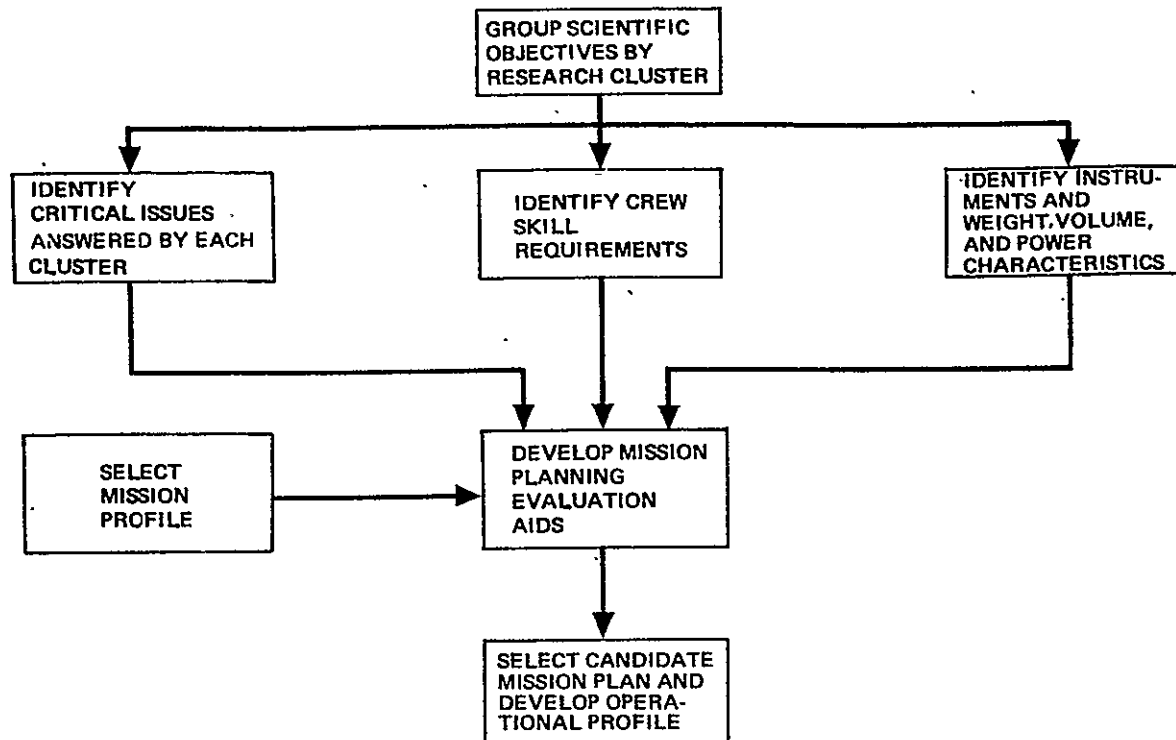 GROUP SCIENTIFIC
OBJECTIVES BY
RESEARCH CLUSTER
IDENTIFY
CRITICAL ISSUES
ANSWERED BY EACH
CLUSTER
IDENTIFY CREW
SKILL
REQUIREMENTS
IDENTIFY INSTRU-
MENTS AND
WEIGHT, VOLUME,
AND POWER
CHARACTERISTICS
SELECT
MISSION
PROFILE
DEVELOP MISSION
PLANNING
EVALUATION
AIDS
SELECT CANDIDATE
MISSION PLAN AND
DEVELOP OPERA-
TIONAL PROFILE